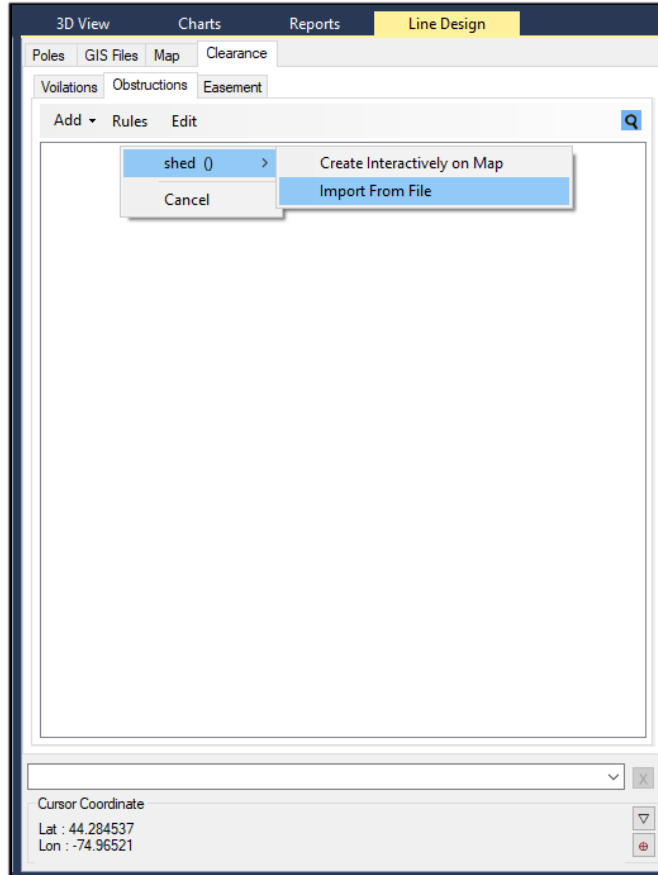 3D View Charts Reports Line Design
Poles GIS Files Map Clearance
Voilations Obstructions Easement
Add Rules Edit
shed () > Create Interactively on Map
Import From File
Cancel
X
Cursor Coordinate
Lat : 44.284537
Lon : -74.96521